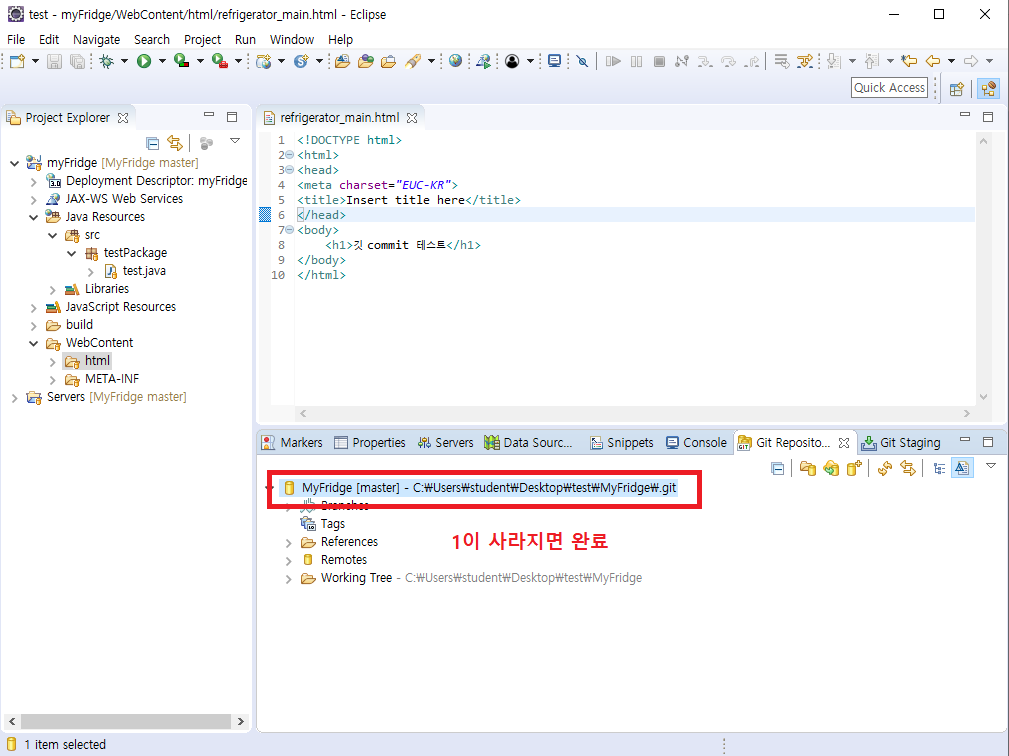 test - myFridge/WebContent/html/refrigerator_main.html - Eclipse
File Edit Navigate Search Project Run Window Help
Quick Access
Project Explorer
myFridge [MyFridge master]
Deployment Descriptor: myFridge
JAX-WS Web Services
Java Resources
src
testPackage
test.java
Libraries
JavaScript Resources
build
WebContent
html
META-INF
Servers [MyFridge master]
refrigerator_main.html
1 <!DOCTYPE html>
2 <html>
3 <head>
4 <meta charset="EUC-KR">
5 <title>Insert title here</title>
6 </head>
7 <body>
8 <h1>깃 commit 테스트</h1>
9 </body>
10 </html>
Markers Properties Servers Data Sourc... Snippets Console Git Reposito... Git Staging
MyFridge [master] - C:₩Users₩student₩Desktop₩test₩MyFridge₩.git
Branches
Tags
References
Remotes
Working Tree - C:₩Users₩student₩Desktop₩test₩MyFridge
1이 사라지면 완료
1 item selected